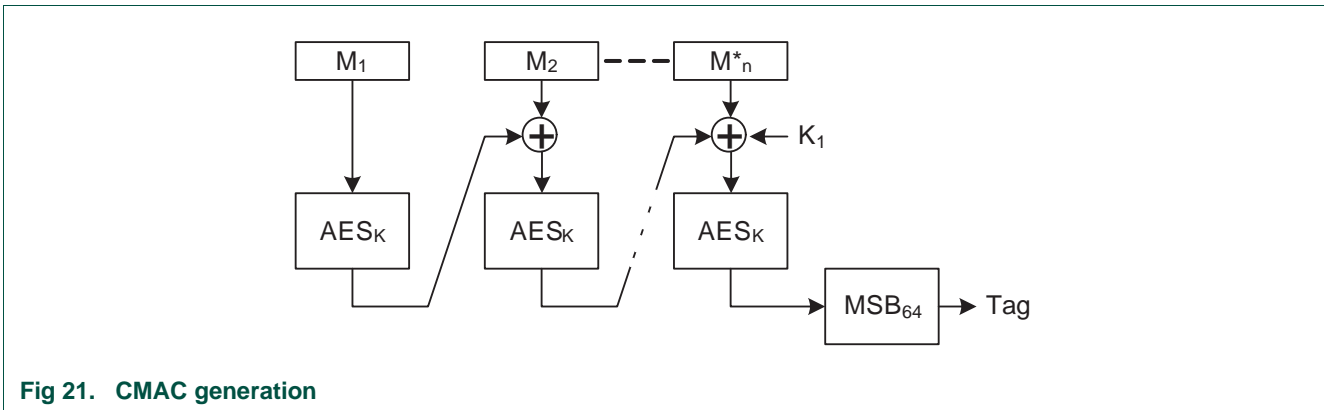 M1
M2
M*n
K1
AESK
AESK
AESK
MSB64
Tag
Fig 21. CMAC generation